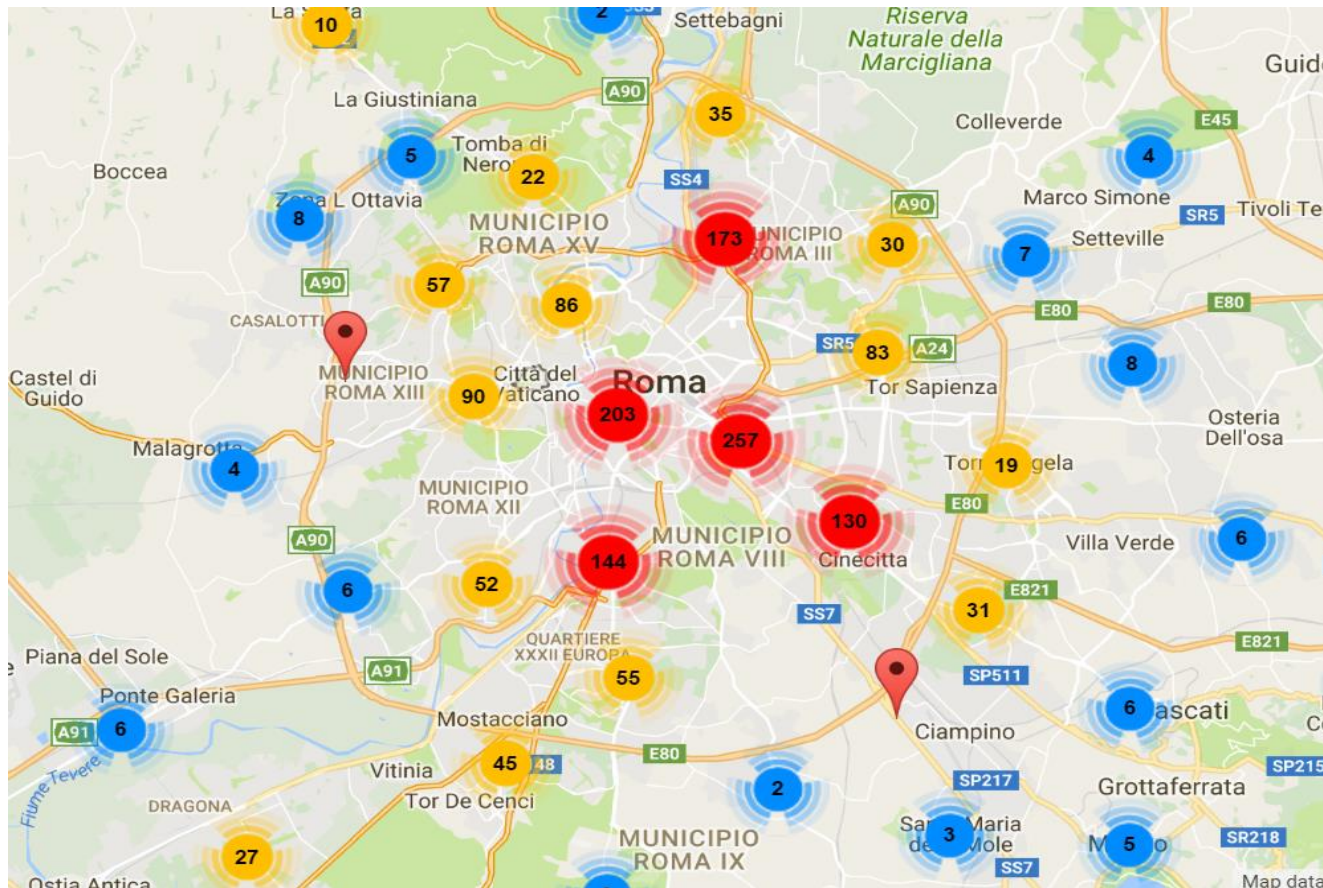 10
2
Settebagni
Riserva
Naturale della
Marcigliana
Guid
La Giustiniana
A90
35
Colleverde
E45
Boccea
5
Tomba di
22
SS4
4
Marco Simone
8
L Ottavia
A90
SR5
Tivoli Te
MUNICIPIO
ROMA XV
173
ROMA III
30
Setteville
7
A90
57
86
E80
E80
CASALOTTI
SR5
83
A24
8
MUNICIPIO
ROMA XIII
Castel di
Guido
90
Città del
Vaticano
Roma
Tor Sapienza
203
257
Osteria
Dell'osa
Malagrotta
4
19
MUNICIPIO
ROMA XII
E80
130
MUNICIPIO
ROMA VIII
Cinecitta
Villa Verde
6
A90
144
6
52
E821
31
SS7
QUARTIERE
XXXII EUROPA
E821
Piana del Sole
A91
55
SP511
Ponte Galeria
6
A91
Mostacciano
Ciampino
6
ascati
Fiume Tevere
Vitinia
45
48
E80
2
SP217
SP215
Tor De Cenci
Grottaferrata
DRAGONA
27
MUNICIPIO
ROMA IX
3
Maria
Mole
5
SR218
SS7
Ostia Antica
Map data